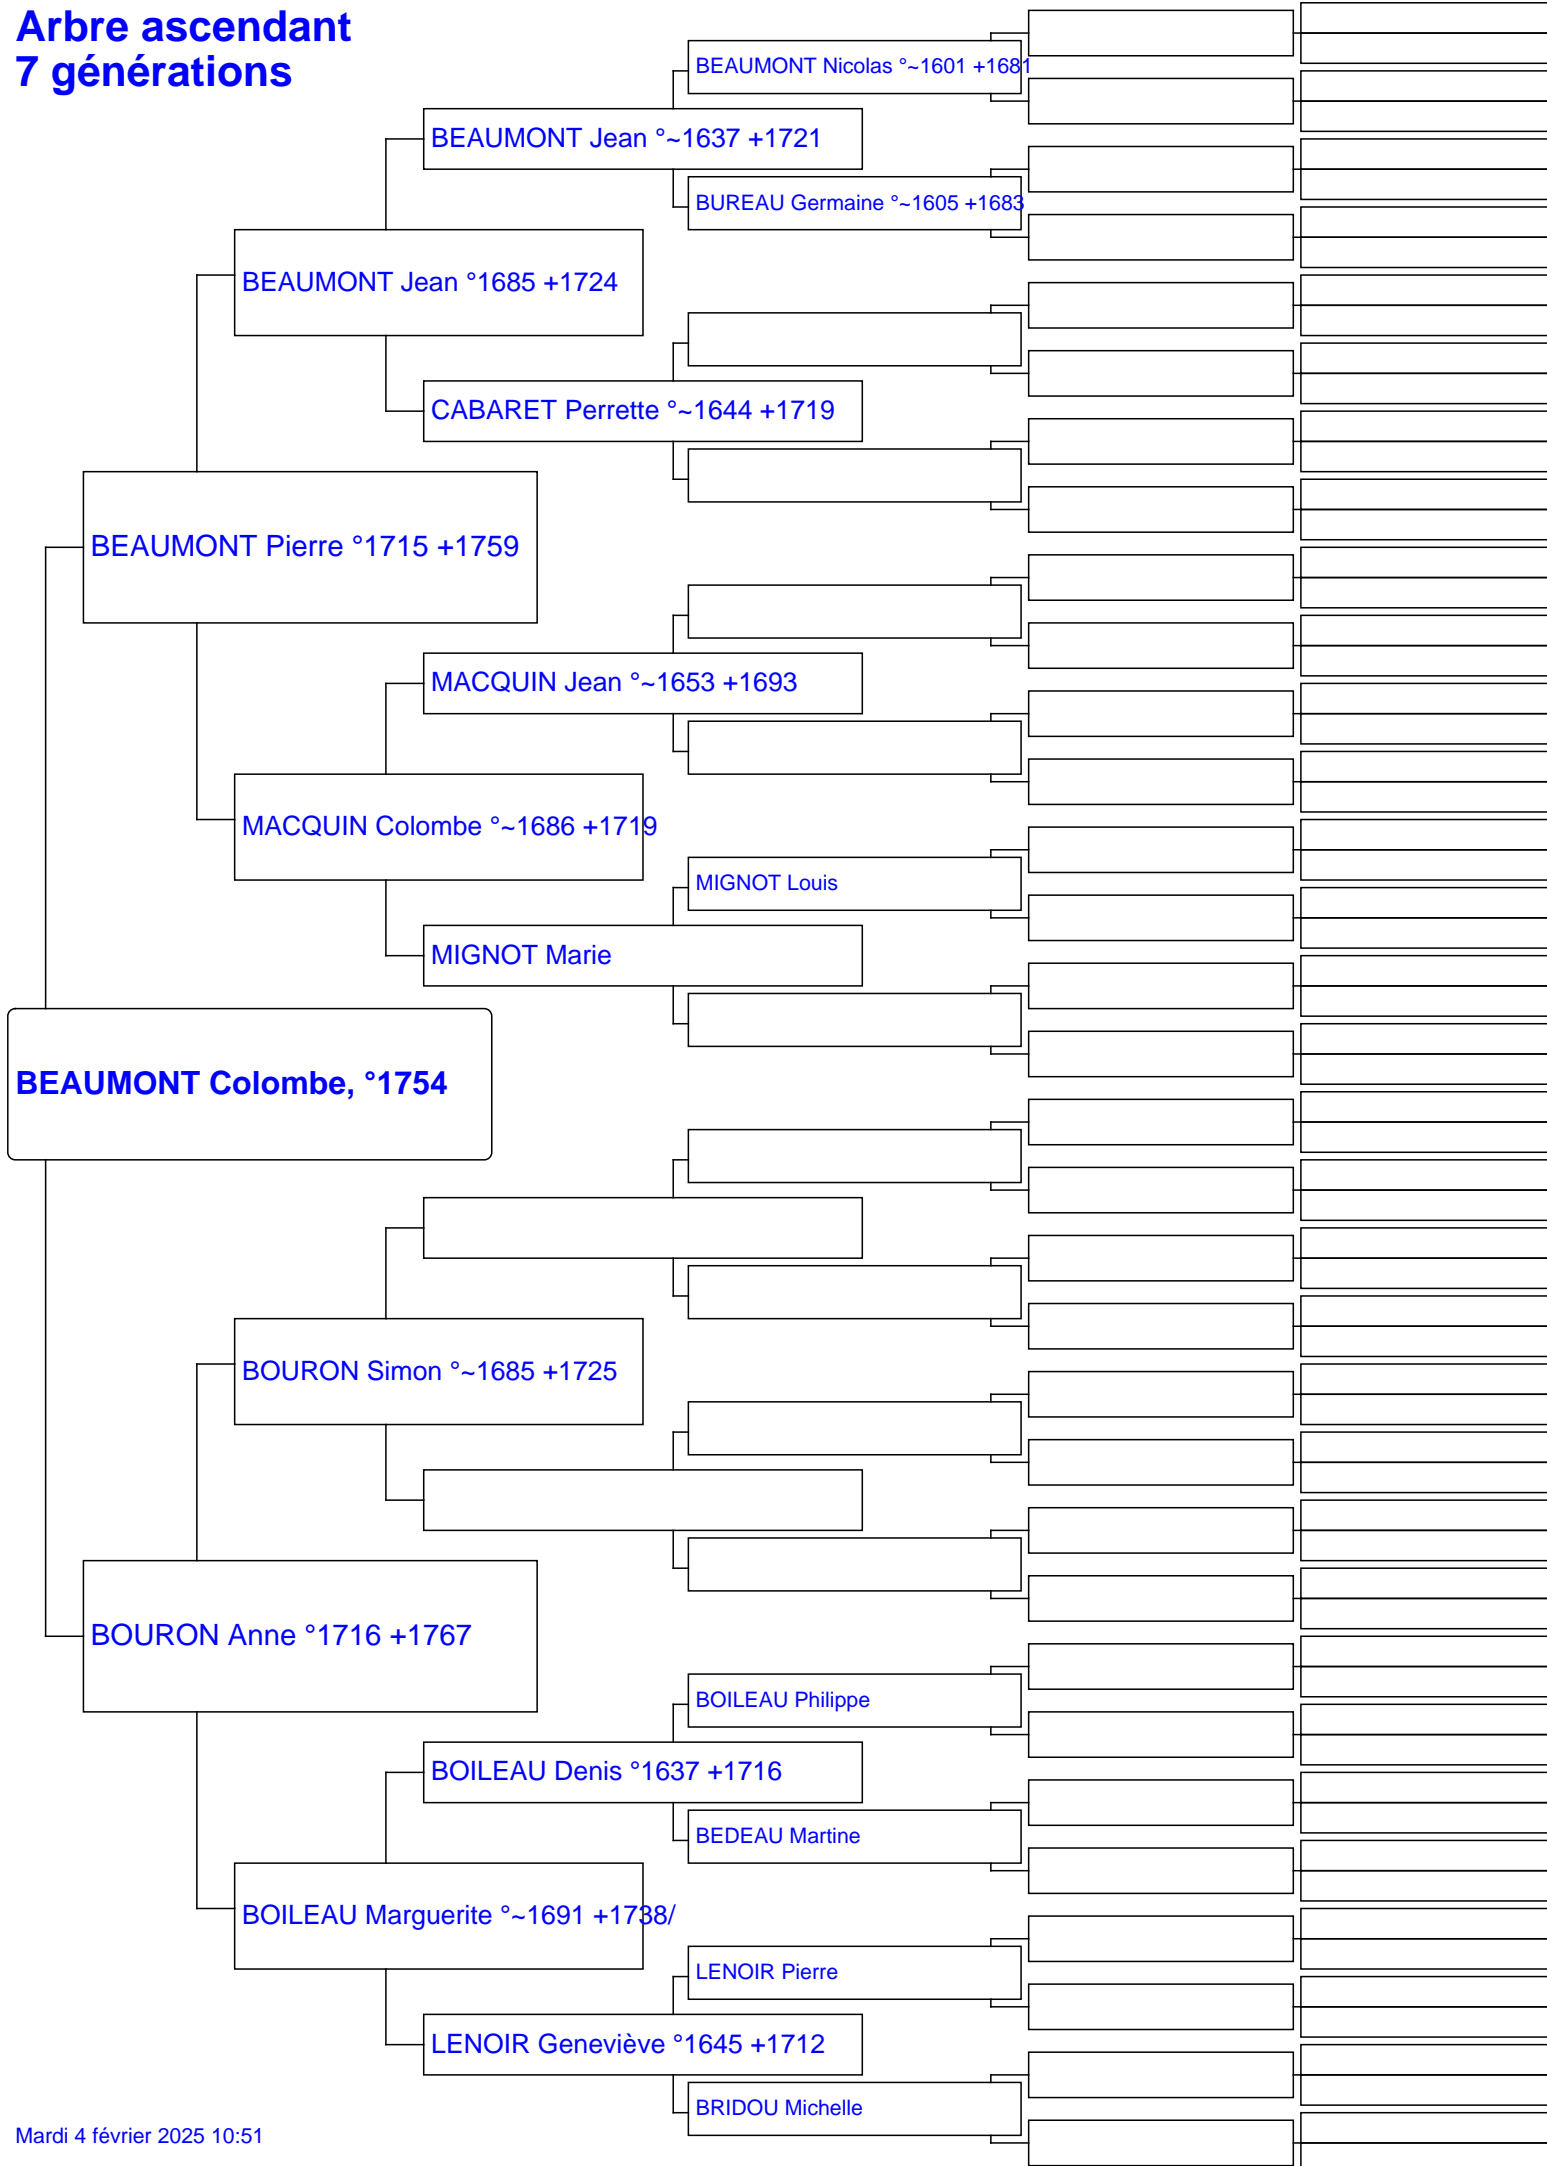 Arbre ascendant
7 générations
BEAUMONT Nicolas °~1601 +1681
BEAUMONT Jean °~1637 +1721
BUREAU Germaine °~1605 +1683
BEAUMONT Jean °1685 +1724
CABARET Perrette °~1644 +1719
BEAUMONT Pierre °1715 +1759
MACQUIN Jean °~1653 +1693
MACQUIN Colombe °~1686 +1719
MIGNOT Louis
MIGNOT Marie
BEAUMONT Colombe, °1754
BOURON Simon °~1685 +1725
BOURON Anne °1716 +1767
BOILEAU Philippe
BOILEAU Denis °1637 +1716
BEDEAU Martine
BOILEAU Marguerite °~1691 +1738/
LENOIR Pierre
LENOIR Geneviève °1645 +1712
BRIDOU Michelle
Mardi 4 février 2025 10:51